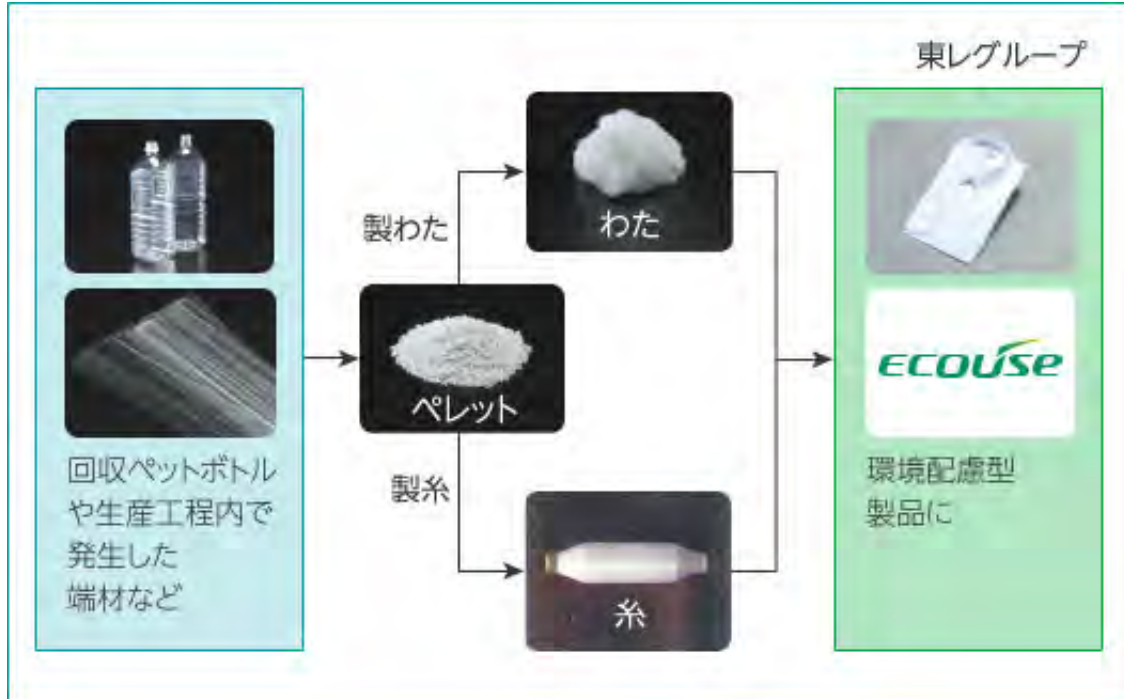 東レグループ
回収ペットボトル
や生産工程内で
発生した
端材など
ペレット
製わた
わた
製糸
糸
ECOUSE
環境配慮型
製品に